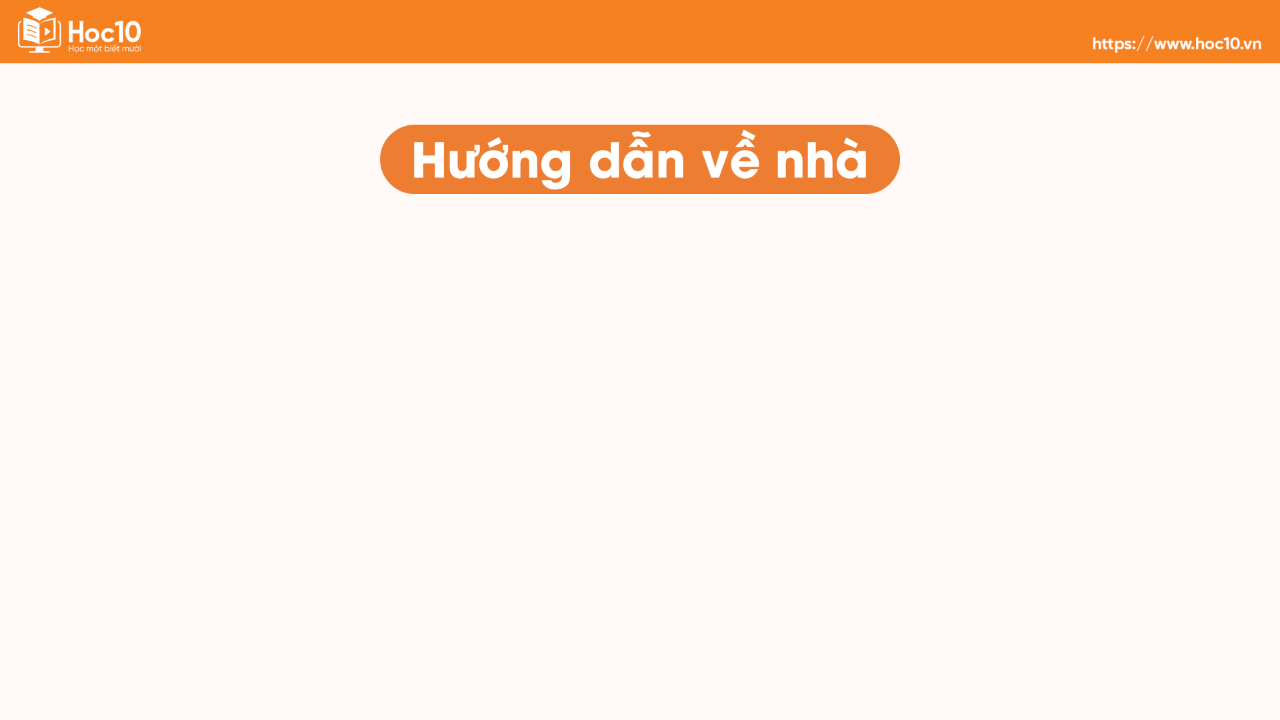 Hoc10
Học một biết mười
https://www.hoc10.vn
Hướng dẫn về nhà